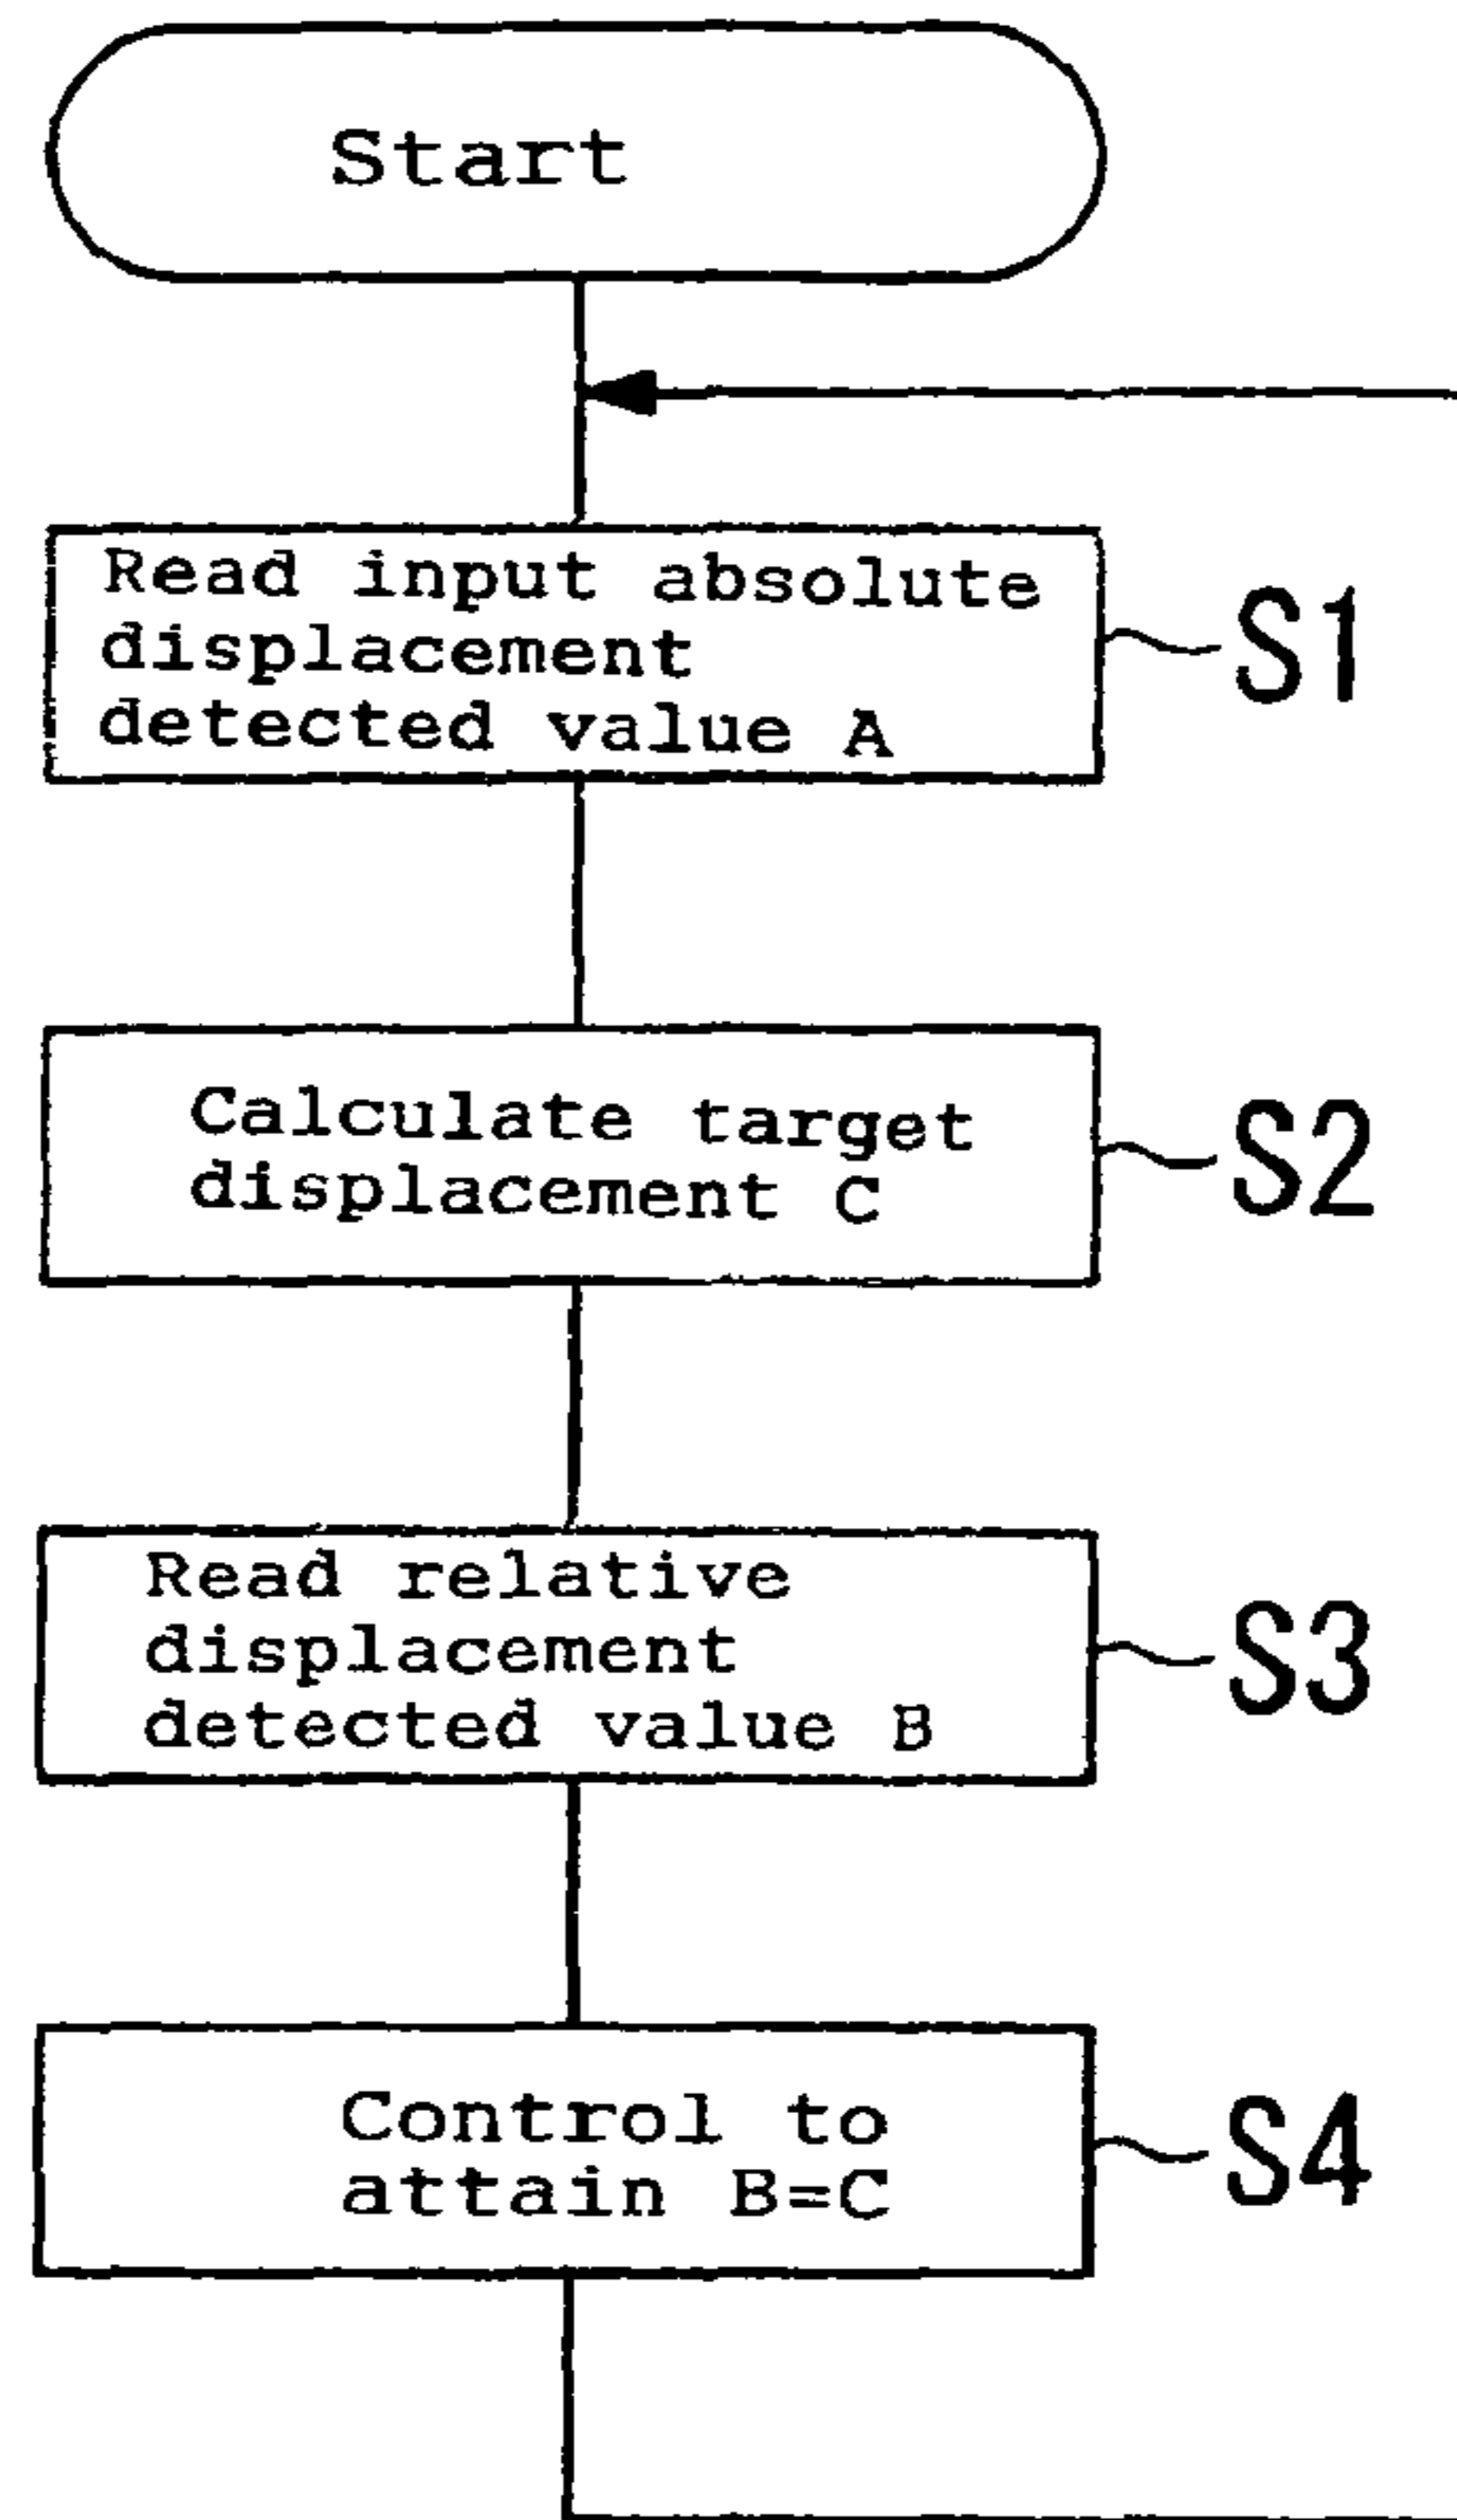 Start
Read input absolute
displacement
detected value A
S1
Calculate target
displacement C
S2
Read relative
displacement
detected value B
S3
Control to
attain B=C
S4